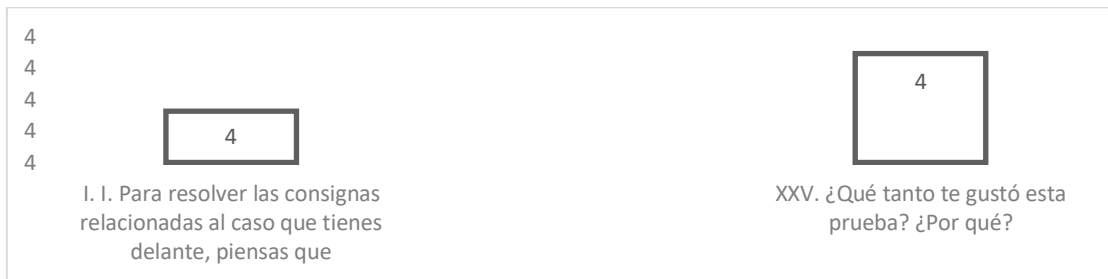 4
4
4
4
4
4
4
I. I. Para resolver las consignas
relacionadas al caso que tienes
delante, piensas que
XXV. ¿Qué tanto te gustó esta
prueba? ¿Por qué?